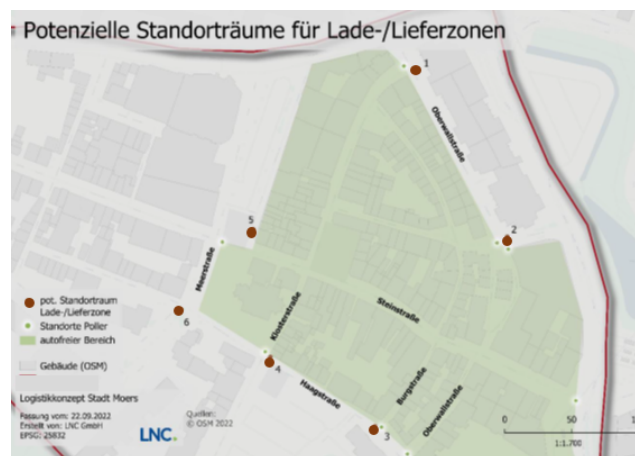 Potenzielle Standorträume für Lade-/Lieferzonen
1
Oberwallstraße
2
5
Meerstraße
6
Klosterstraße
Steinstraße
4
Haagstraße
Burgstraße
Oberwallstraße
3
pot. Standortraum
Lade-/Lieferzone
Standorte Poller
autofreier Bereich
Gebäude (OSM)
Logistikkonzept Stadt Moers
Fassung vom: 22.09.2022
Erstellt von: LNC GmbH
EPSG: 25832
LNC.
Quellen:
© OSM 2022
0 50
1:1.700